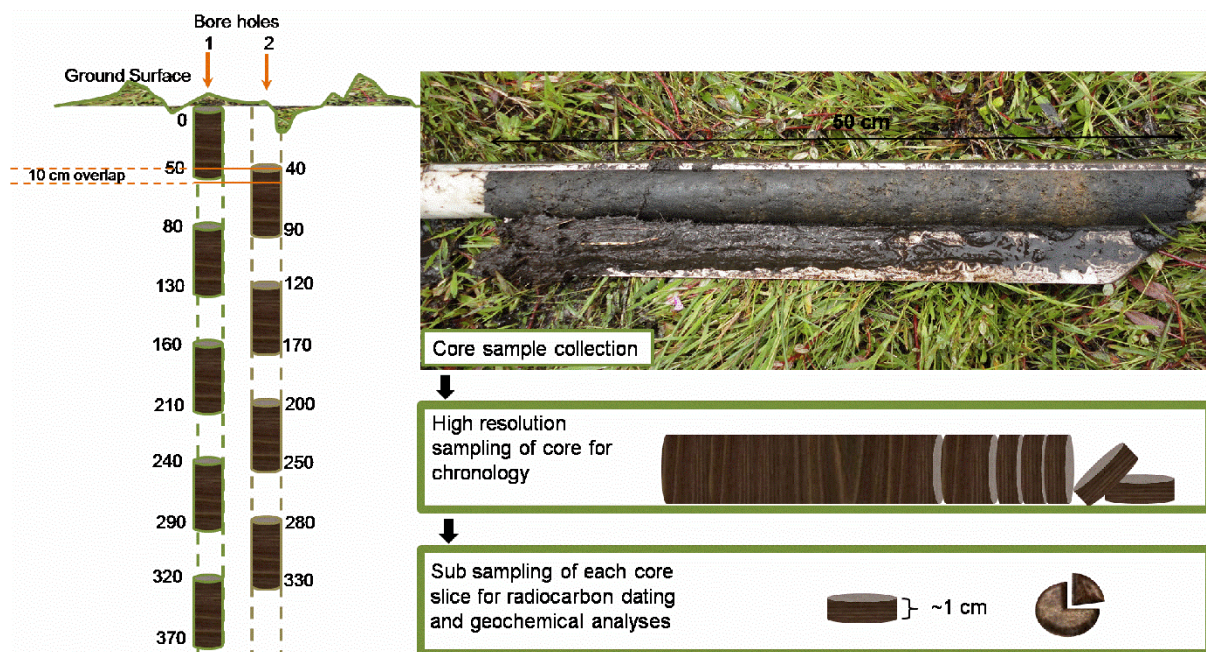 Bore holes
1 2
Ground Surface
0
50 40
10 cm overlap
80 90
130 120
160 170
210 200
240 250
290 280
320 330
370
50 cm
Core sample collection
High resolution
sampling of core for
chronology
Sub sampling of each core
slice for radiocarbon dating
and geochemical analyses
~1 cm